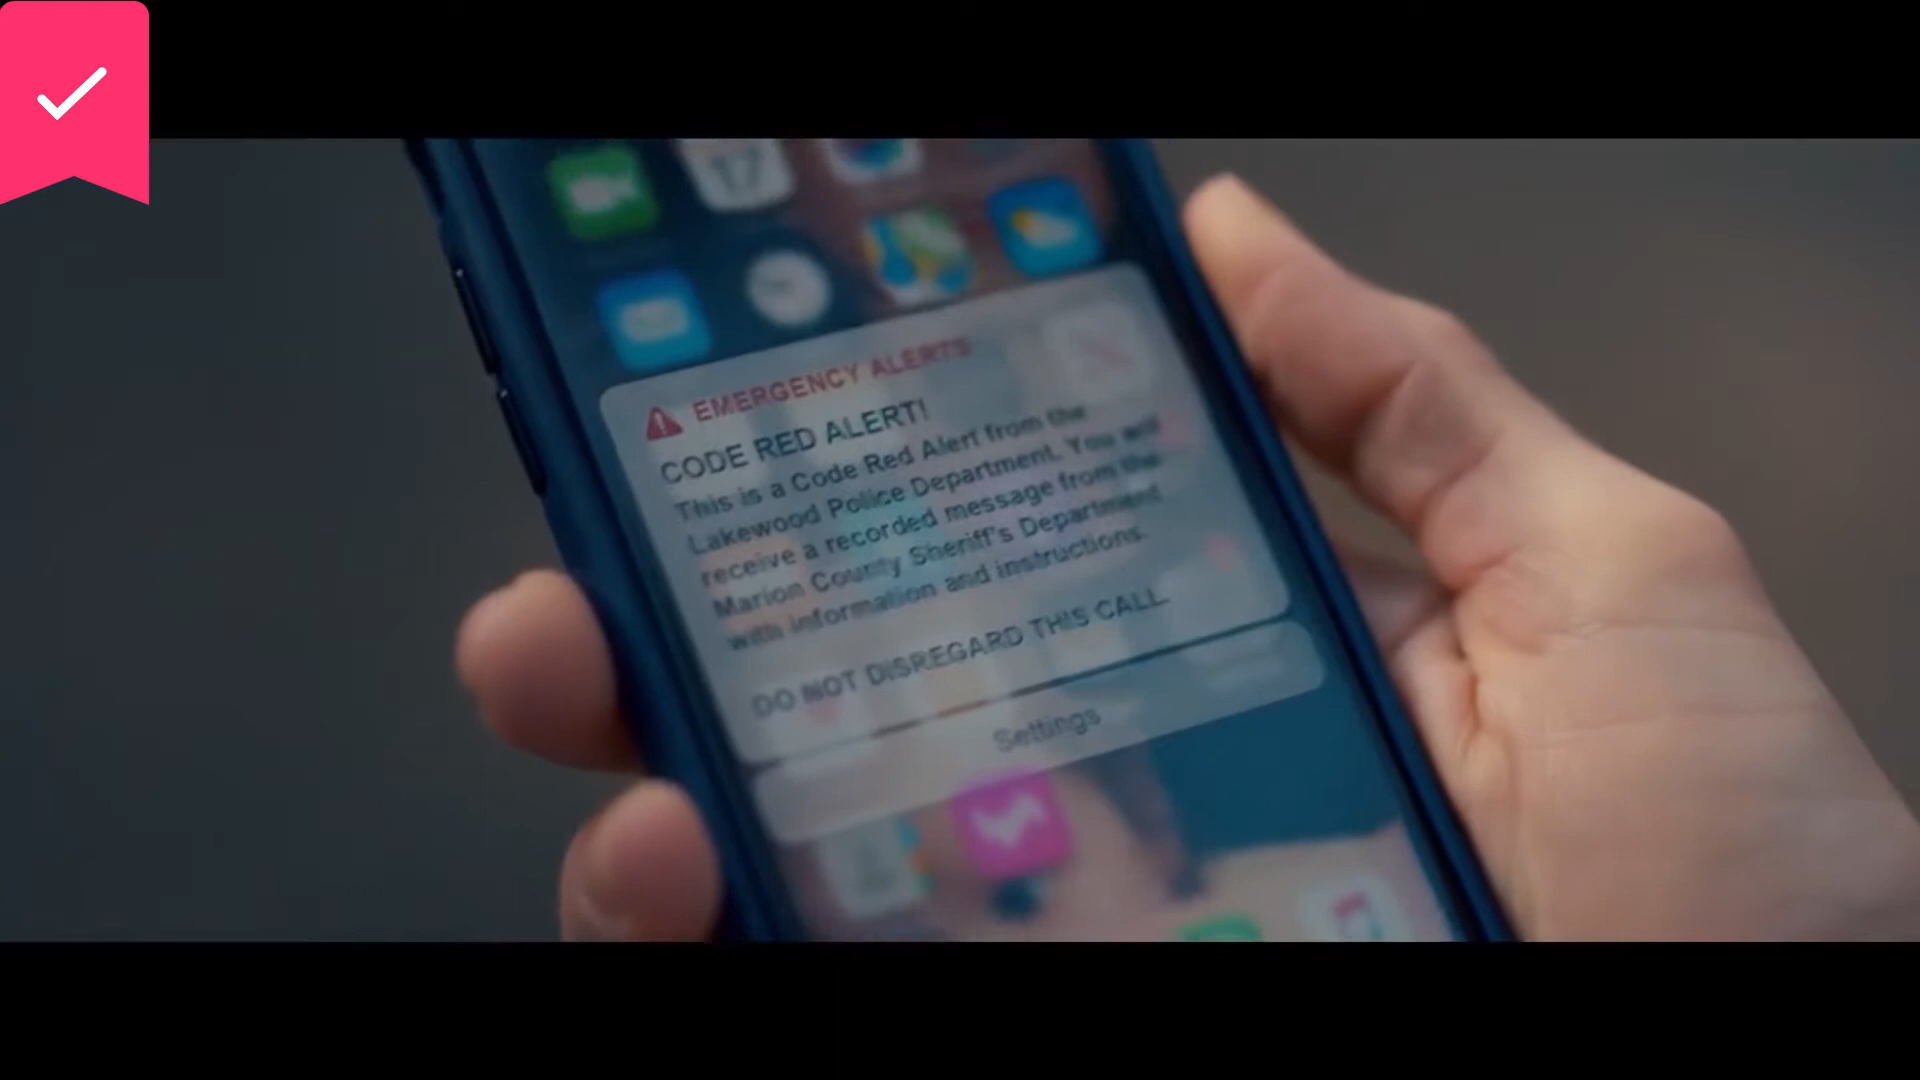 17
EMERGENCY ALERTS
CODE RED ALERT!
This is a Code Red Alert from the
Lakewood Police Department. You will
receive a recorded message from the
Marion County Sheriff's Department
with information and instructions.
DO NOT DISREGARD THIS CALL
Settings